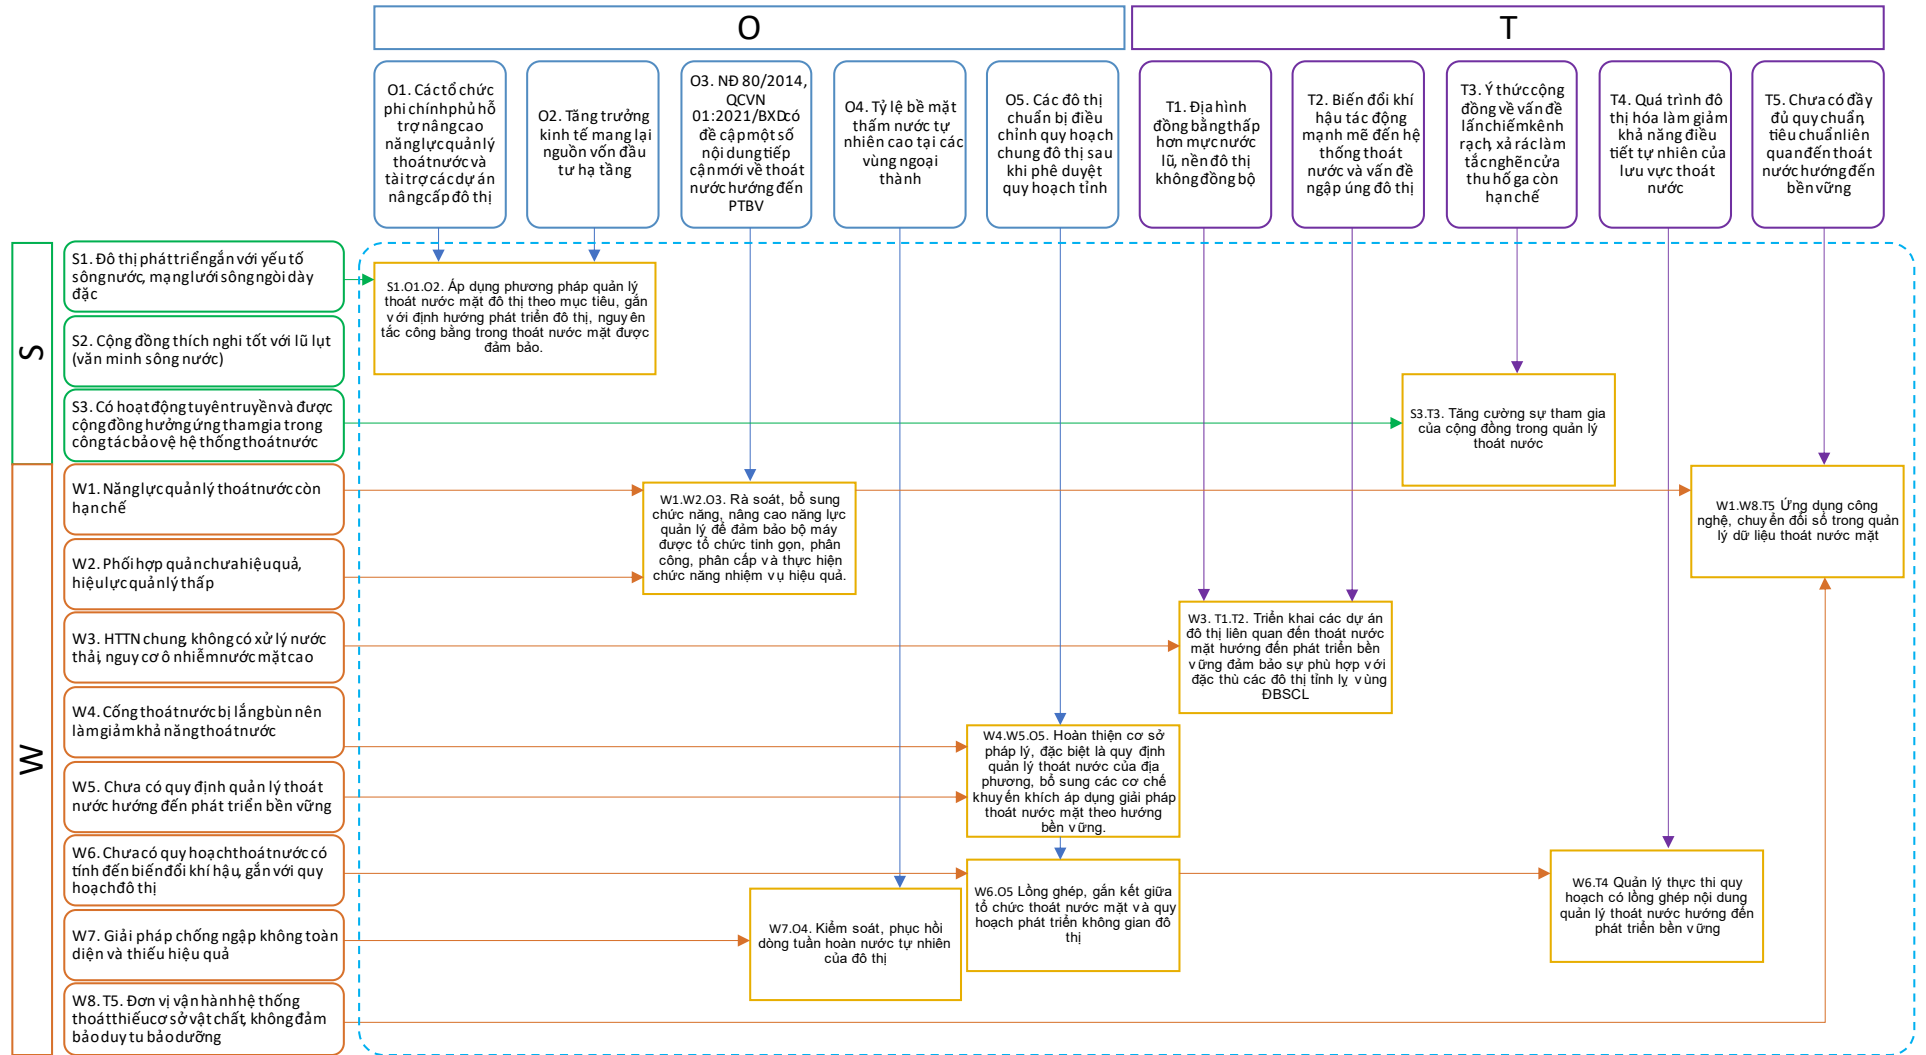 O
T
O1. Các tổ chức
phi chính phủ hỗ
trợ nâng cao
năng lực quản lý
thoát nước và
tài trợ các dự án
nâng cấp đô thị
O2. Tăng trưởng
kinh tế mang lại
nguồn vốn đầu
tư hạ tầng
O3. NĐ 80/2014,
QCVN
01:2021/BXD có
đề cập một số
nội dung tiếp
cận mới về thoát
nước hướng đến
PTBV
O4. Tỷ lệ bề mặt
thấm nước tự
nhiên cao tại các
vùng ngoại
thành
O5. Các đô thị
chuẩn bị điều
chỉnh quy hoạch
chung đô thị sau
khi phê duyệt
quy hoạch tỉnh
T1. Địa hình
đồng bằng thấp
hơn mực nước
lũ, nền đô thị
không đồng bộ
T2. Biến đổi khí
hậu tác động
mạnh mẽ đến hệ
thống thoát
nước và vấn đề
ngập úng đô thị
T3. Ý thức cộng
đồng về vấn đề
lấn chiếm kênh
rạch, xả rác làm
tắc nghẽn cửa
thu hố ga còn
hạn chế
T4. Quá trình đô
thị hóa làm giảm
khả năng điều
tiết tự nhiên của
lưu vực thoát
nước
T5. Chưa có đầy
đủ quy chuẩn,
tiêu chuẩn liên
quan đến thoát
nước hướng đến
bền vững
S
S1. Đô thị phát triển gắn với yếu tố
sông nước, mạng lưới sông ngòi dày
đặc
S2. Cộng đồng thích nghi tốt với lũ lụt
(văn minh sông nước)
S3. Có hoạt động tuyên truyền và được
cộng đồng hưởng ứng tham gia trong
công tác bảo vệ hệ thống thoát nước
W
W1. Năng lực quản lý thoát nước còn
hạn chế
W2. Phối hợp quản chưa hiệu quả,
hiệu lực quản lý thấp
W3. HTTN chung, không có xử lý nước
thải, nguy cơ ô nhiễm nước mặt cao
W4. Cống thoát nước bị lắng bùn nên
làm giảm khả năng thoát nước
W5. Chưa có quy định quản lý thoát
nước hướng đến phát triển bền vững
W6. Chưa có quy hoạch thoát nước có
tính đến biến đổi khí hậu, gắn với quy
hoạch đô thị
W7. Giải pháp chống ngập không toàn
diện và thiếu hiệu quả
W8. T5. Đơn vị vận hành hệ thống
thoát thiếu cơ sở vật chất, không đảm
bảo duy tu bảo dưỡng
S1.O1.O2. Áp dụng phương pháp quản lý
thoát nước mặt đô thị theo mục tiêu, gắn
với định hướng phát triển đô thị, nguyên
tắc công bằng trong thoát nước mặt được
đảm bảo.
S3.T3. Tăng cường sự tham gia
của cộng đồng trong quản lý
thoát nước
W1.W2.O3. Rà soát, bổ sung
chức năng, nâng cao năng lực
quản lý để đảm bảo bộ máy
được tổ chức tinh gọn, phân
công, phân cấp và thực hiện
chức năng nhiệm vụ hiệu quả.
W1.W8.T5 Ứng dụng công
nghệ, chuyển đổi số trong quản
lý dữ liệu thoát nước mặt
W3. T1.T2. Triển khai các dự án
đô thị liên quan đến thoát nước
mặt hướng đến phát triển bền
vững đảm bảo sự phù hợp với
đặc thù các đô thị tỉnh lỵ vùng
ĐBSCL
W4.W5.O5. Hoàn thiện cơ sở
pháp lý, đặc biệt là quy định
quản lý thoát nước của địa
phương, bổ sung các cơ chế
khuyến khích áp dụng giải pháp
thoát nước mặt theo hướng
bền vững.
W6.O5 Lồng ghép, gắn kết giữa
tổ chức thoát nước mặt và quy
hoạch phát triển không gian đô
thị
W6.T4 Quản lý thực thi quy
hoạch có lồng ghép nội dung
quản lý thoát nước hướng đến
phát triển bền vững
W7.O4. Kiểm soát, phục hồi
dòng tuần hoàn nước tự nhiên
của đô thị